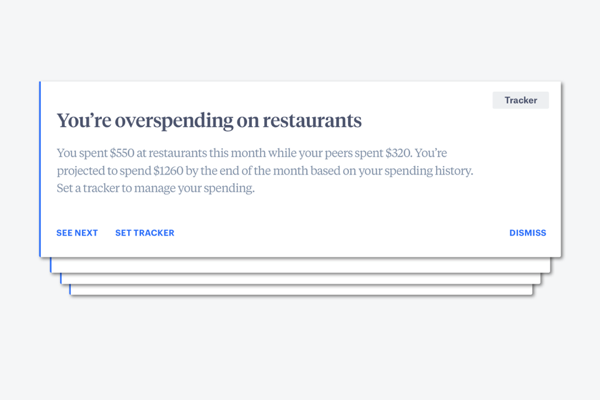 Tracker
You’re overspending on restaurants
You spent $550 at restaurants this month while your peers spent $320. You’re
projected to spend $1260 by the end of the month based on your spending history.
Set a tracker to manage your spending.
SEE NEXT SET TRACKER DISMISS